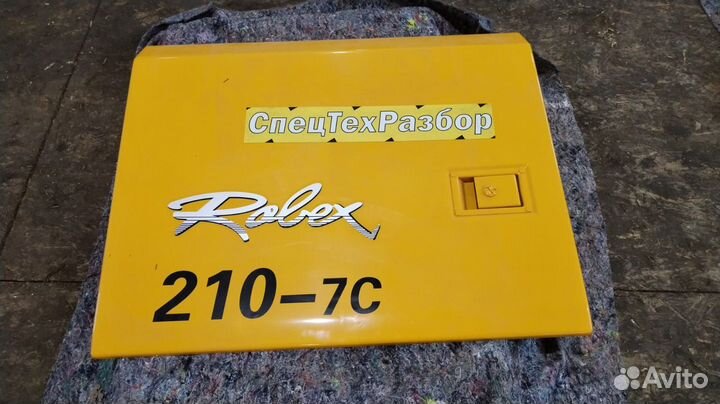 СпецТехРазбор
Robex
210-7C
Avito